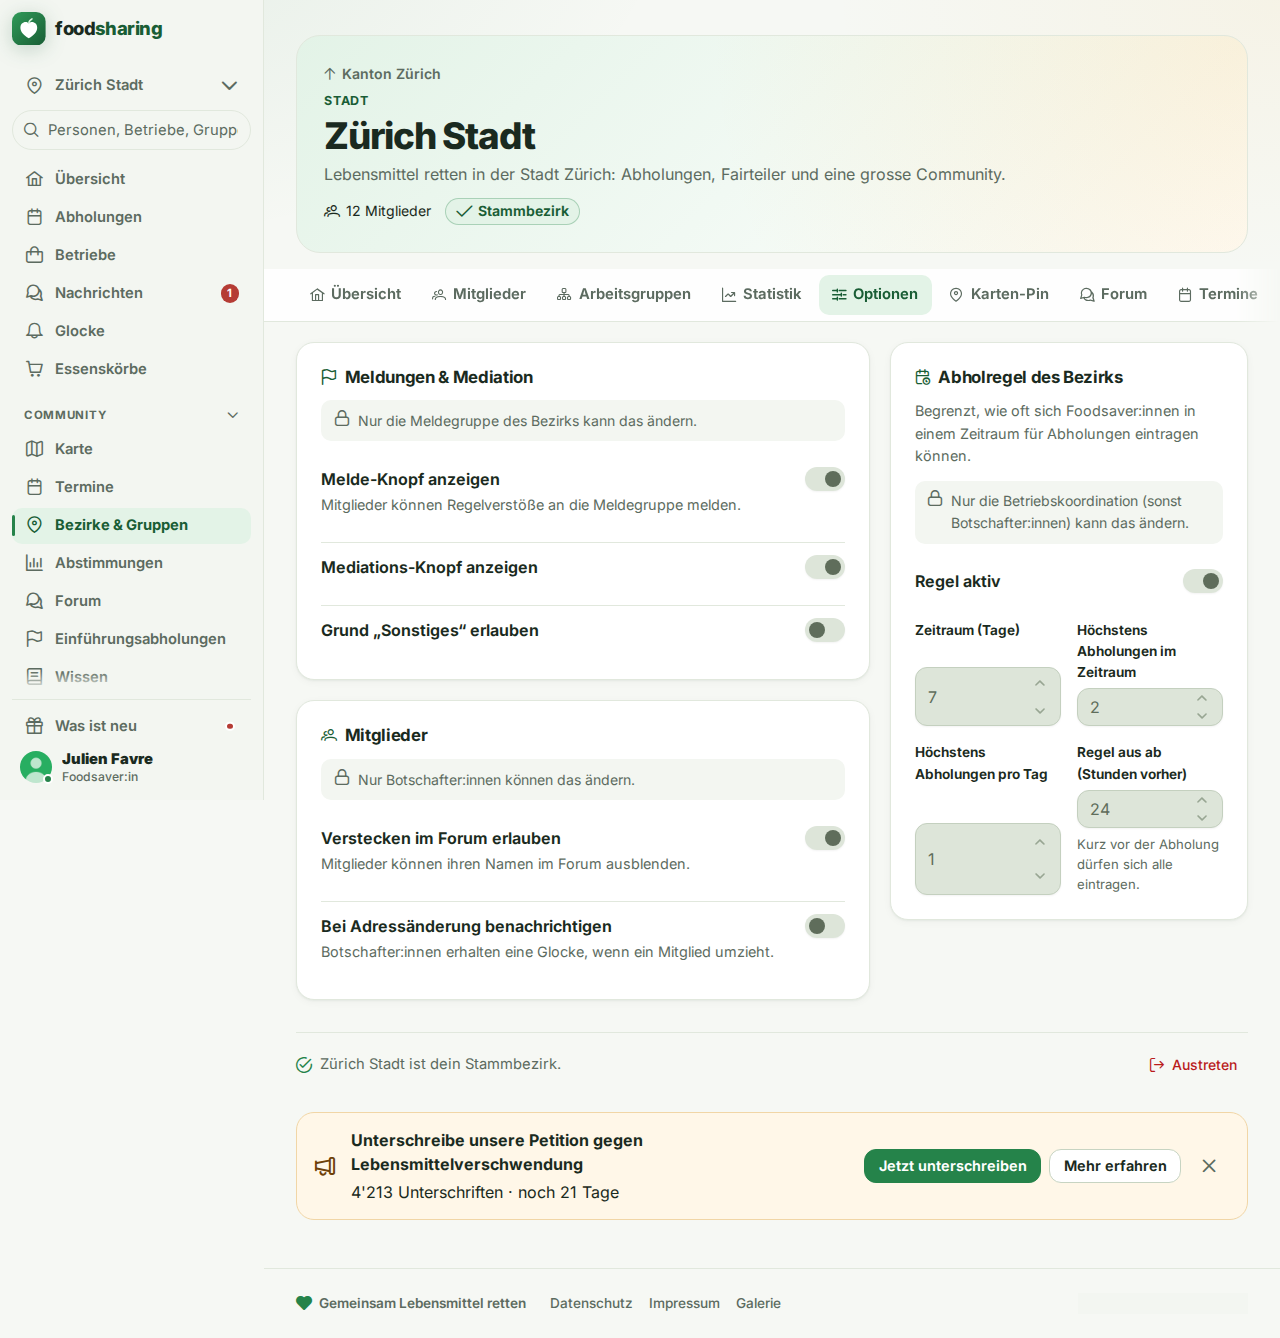 foodsharing
Zürich Stadt
Personen, Betriebe, Grupp
Übersicht
Abholungen
Betriebe
Nachrichten 1
Glocke
Essenskörbe
COMMUNITY
Karte
Termine
Bezirke & Gruppen
Abstimmungen
Forum
Einführungsabholungen
Wissen
Was ist neu
Julien Favre
Foodsaver:in
Kanton Zürich
STADT
Zürich Stadt
Lebensmittel retten in der Stadt Zürich: Abholungen, Fairteiler und eine grosse Community.
12 Mitglieder Stammbezirk
Übersicht Mitglieder Arbeitsgruppen Statistik Optionen Karten-Pin Forum Termine
Meldungen & Mediation
Nur die Meldegruppe des Bezirks kann das ändern.
Melde-Knopf anzeigen
Mitglieder können Regelverstöße an die Meldegruppe melden.
Mediations-Knopf anzeigen
Grund „Sonstiges“ erlauben
Mitglieder
Nur Botschafter:innen können das ändern.
Verstecken im Forum erlauben
Mitglieder können ihren Namen im Forum ausblenden.
Bei Adressänderung benachrichtigen
Botschafter:innen erhalten eine Glocke, wenn ein Mitglied umzieht.
Abholregel des Bezirks
Begrenzt, wie oft sich Foodsaver:innen in
einem Zeitraum für Abholungen eintragen
können.
Nur die Betriebskoordination (sonst
Botschafter:innen) kann das ändern.
Regel aktiv
Zeitraum (Tage)
7
Höchstens
Abholungen im
Zeitraum
2
Höchstens
Abholungen pro Tag
1
Regel aus ab
(Stunden vorher)
24
Kurz vor der Abholung
dürfen sich alle
eintragen.
Zürich Stadt ist dein Stammbezirk.
Austreten
Unterschreibe unsere Petition gegen
Lebensmittelverschwendung
4'213 Unterschriften · noch 21 Tage
Jetzt unterschreiben Mehr erfahren
Gemeinsam Lebensmittel retten Datenschutz Impressum Galerie